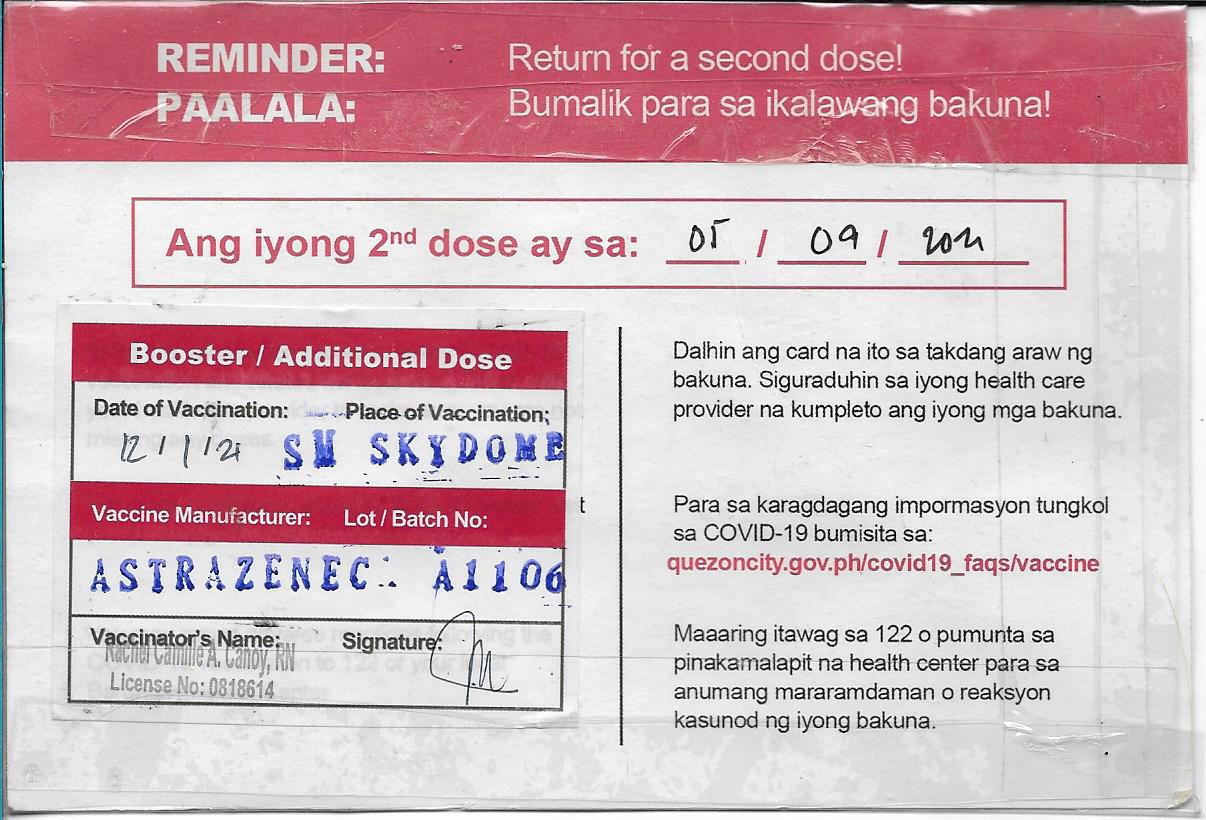 REMINDER: Return for a second dose!
PAALALA: Bumalik para sa ikalawang bakuna!
Ang iyong 2nd dose ay sa: 05 / 09 / 2021
Booster / Additional Dose
Date of Vaccination: Place of Vaccination:
12/1/21 SM SKYDOME
Vaccine Manufacturer: Lot / Batch No:
ASTRAZENEC A1106
Vaccinator's Name: Signature:
Rachel Camille A. Canoy, RN
License No: 0818614
Dalhin ang card na ito sa takdang araw ng
bakuna. Siguraduhin sa iyong health care
provider na kumpleto ang iyong mga bakuna.
Para sa karagdagang impormasyon tungkol
sa COVID-19 bumisita sa:
quezoncity.gov.ph/covid19_faqs/vaccine
Maaaring itawag sa 122 o pumunta sa
pinakamalapit na health center para sa
anumang mararamdaman o reaksyon
kasunod ng iyong bakuna.